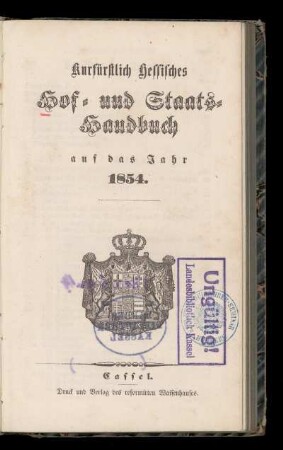 Kurfürstlich Hessisches
Hof- und Staats-
Handbuch
auf das Jahr
1854.
Ungültig!
Landesbibliothek Kassel
KASSEL
Cassel.
Druck und Verlag des reformirten Waisenhauses.